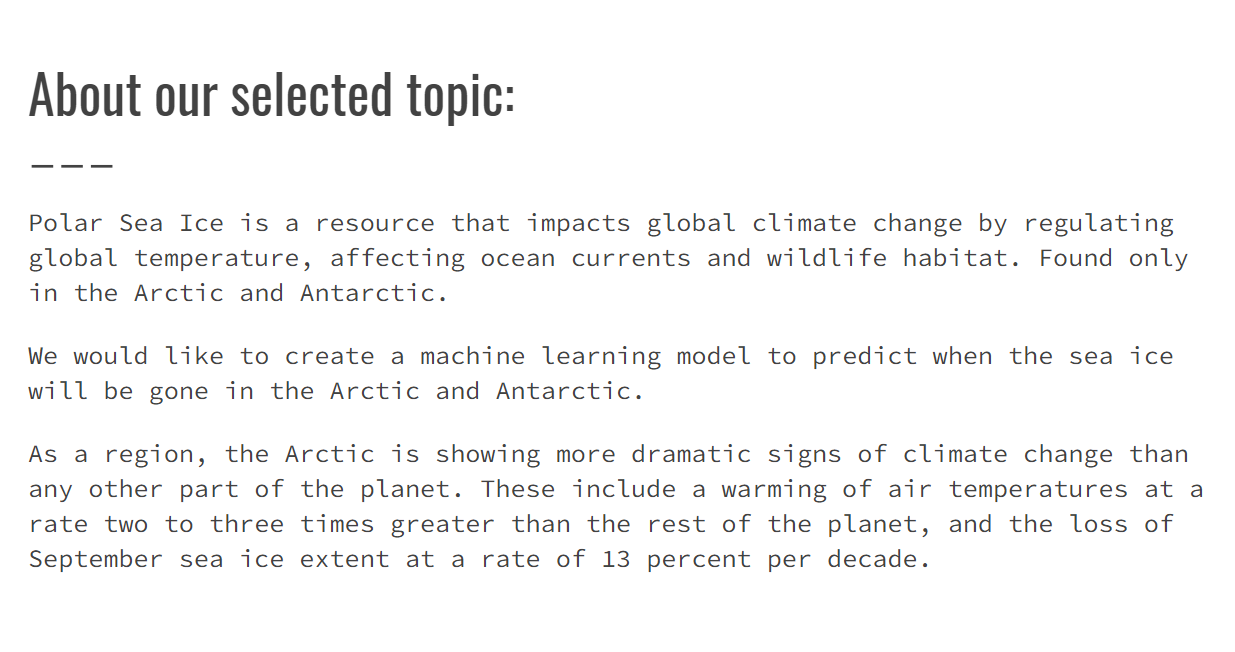 About our selected topic:
———
Polar Sea Ice is a resource that impacts global climate change by regulating
global temperature, affecting ocean currents and wildlife habitat. Found only
in the Arctic and Antarctic.
We would like to create a machine learning model to predict when the sea ice
will be gone in the Arctic and Antarctic.
As a region, the Arctic is showing more dramatic signs of climate change than
any other part of the planet. These include a warming of air temperatures at a
rate two to three times greater than the rest of the planet, and the loss of
September sea ice extent at a rate of 13 percent per decade.